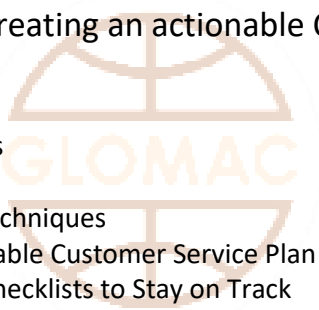 reating an actionable
s
GLOMAC
chniques
able Customer Service Plan
hecklists to Stay on Track